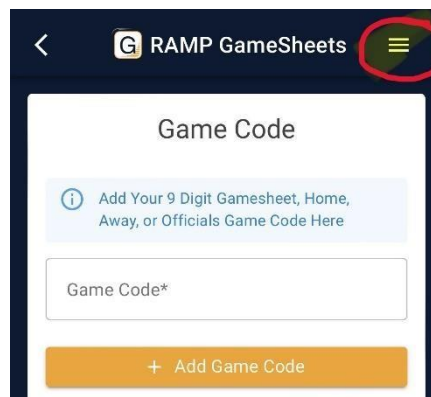 G RAMP GameSheets
Game Code
Add Your 9 Digit Gamesheet, Home,
Away, or Officials Game Code Here
Game Code*
+ Add Game Code